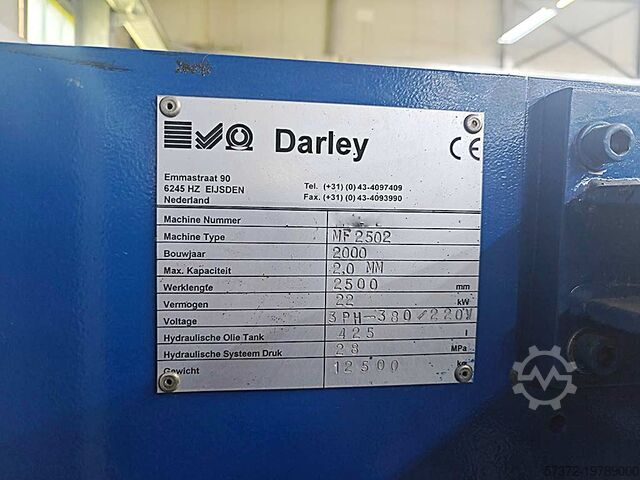 Darley
CE
Emmastraat 90
6245 HZ EIJSDEN Tel. (+31) (0) 43-4097409
Nederland Fax. (+31) (0) 43-4093990
Machine Nummer
Machine Type MF2502
Bouwjaar 2000
Max. Kapaciteit 2.0 MM
Werklengte 2500 mm
Vermogen 22 kW
Voltage 3PH-380/220V
Hydraulische Olie Tank 425 l
Hydraulische Systeem Druk 28 MPa
Gewicht 12500 kg
57372-19789000